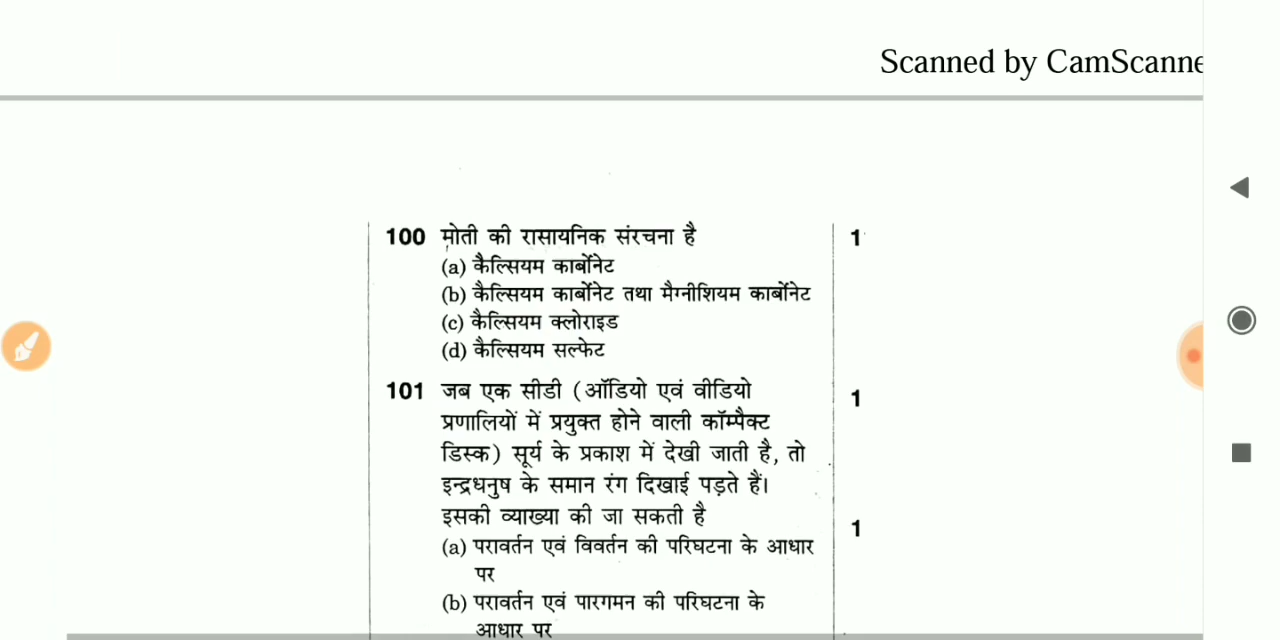 Scanned by CamScanne
100 मोती की रासायनिक संरचना है
(a) कैल्सियम कार्बोनेट
(b) कैल्सियम कार्बोनेट तथा मैग्नीशियम कार्बोनेट
(c) कैल्सियम क्लोराइड
(d) कैल्सियम सल्फेट
101 जब एक सीडी (ऑडियो एवं वीडियो
प्रणालियों में प्रयुक्त होने वाली कॉम्पैक्ट
डिस्क) सूर्य के प्रकाश में देखी जाती है, तो
इन्द्रधनुष के समान रंग दिखाई पड़ते हैं।
इसकी व्याख्या की जा सकती है
(a) परावर्तन एवं विवर्तन की परिघटना के आधार
पर
(b) परावर्तन एवं पारगमन की परिघटना के
आधार पर
1
1
1